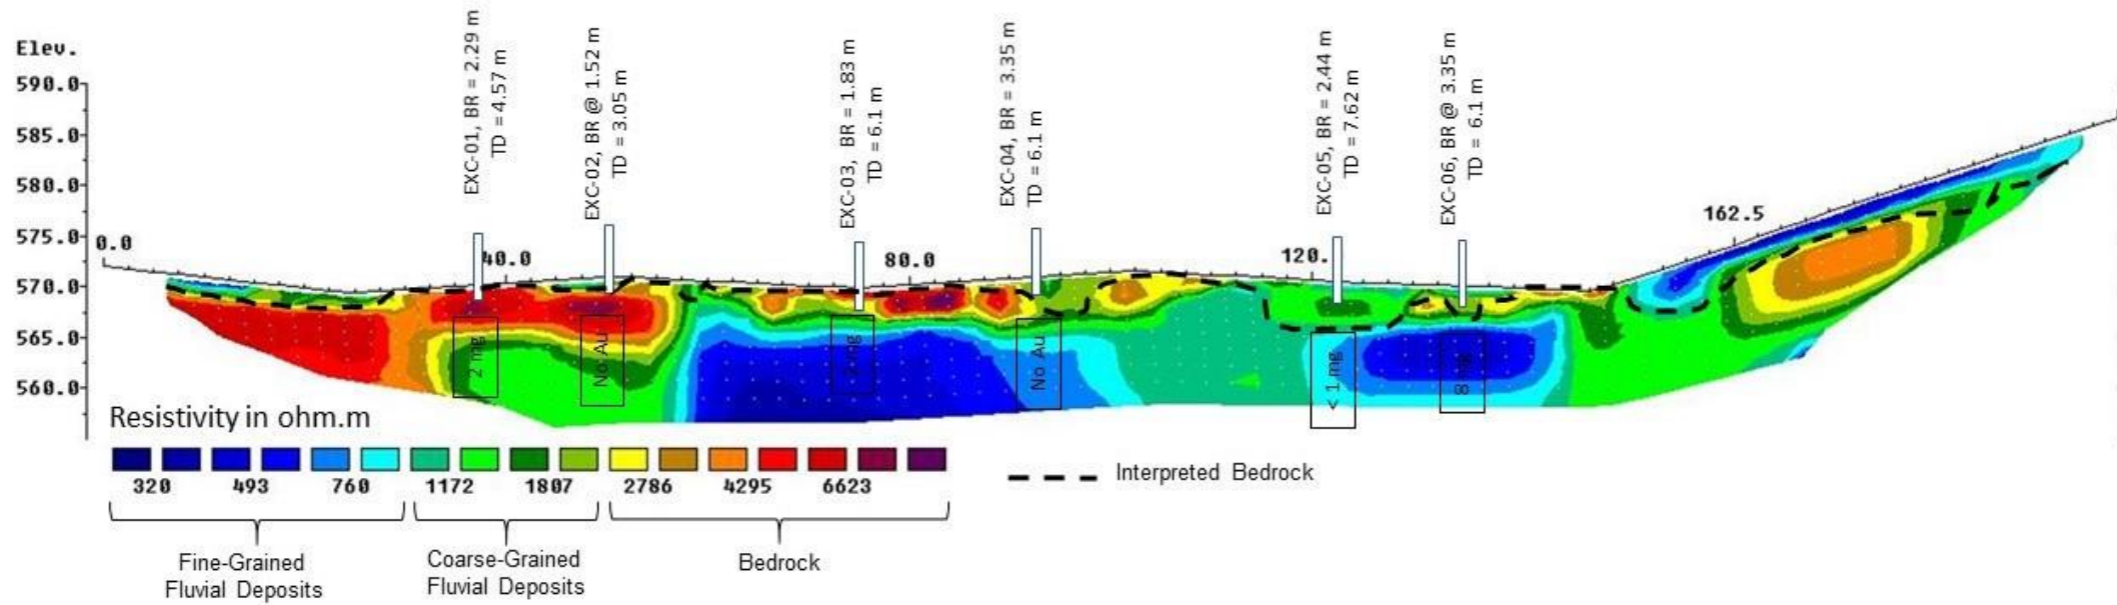 Elev.
590.0
585.0
580.0
575.0
570.0
565.0
560.0
EXC-01, BR = 2.29 m
TD = 4.57 m
EXC-02, BR @ 1.52 m
TD = 3.05 m
EXC-03, BR = 1.83 m
TD = 6.1 m
EXC-04, BR = 3.35 m
TD = 6.1 m
EXC-05, BR = 2.44 m
TD = 7.62 m
EXC-06, BR @ 3.35 m
TD = 6.1 m
0.0
40.0
80.0
120.
162.5
2 mg
No Au
mg
No Au
< 1 mg
8 mg
Resistivity in ohm.m
320 493 760 1172 1807 2786 4295 6623
Interpreted Bedrock
Fine-Grained
Fluvial Deposits
Coarse-Grained
Fluvial Deposits
Bedrock